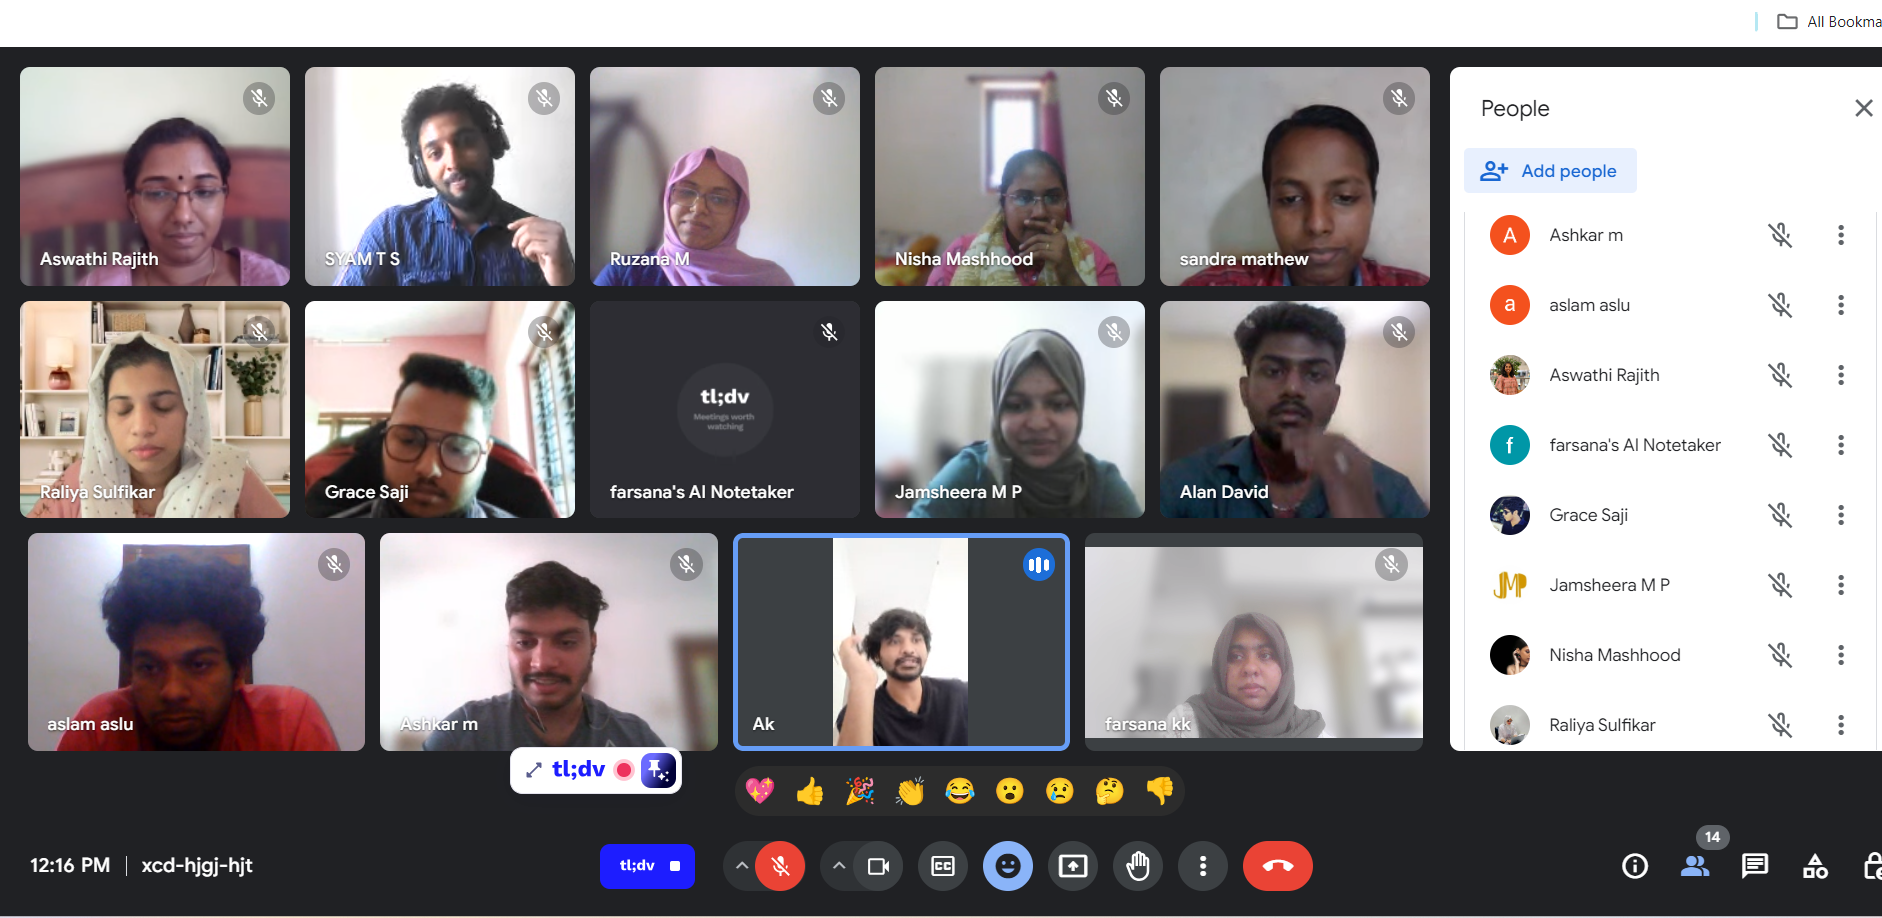 All Bookma
Aswathi Rajith
SYAM T S
Ruzana M
Nisha Mashhood
sandra mathew
Raliya Sulfikar
Grace Saji
tl;dv
Meetings worth
watching
farsana's AI Notetaker
Jamsheera M P
Alan David
aslam aslu
Ashkar m
Ak
farsana kk
People
Add people
A
Ashkar m
a
aslam aslu
Aswathi Rajith
f
farsana's AI Notetaker
Grace Saji
JMP
Jamsheera M P
Nisha Mashhood
Raliya Sulfikar
tl;dv
12:16 PM | xcd-hjgj-hjt
tl;dv
CC
14